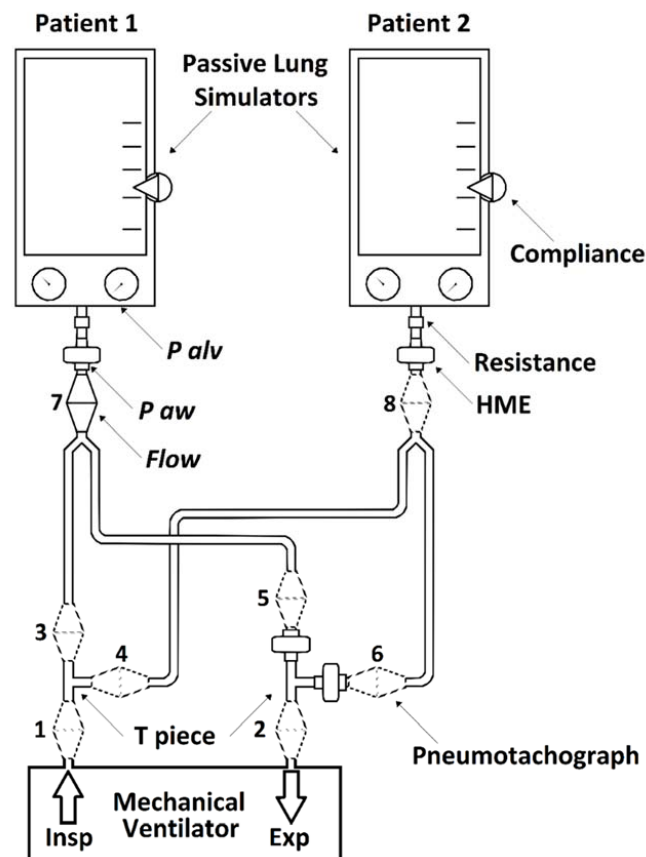 Patient 1
Patient 2
Passive Lung
Simulators
Compliance
P alv
Resistance
P aw
HME
7
8
Flow
5
3
4
6
1
T piece
2
Pneumotachograph
Mechanical
Ventilator
Insp
Exp